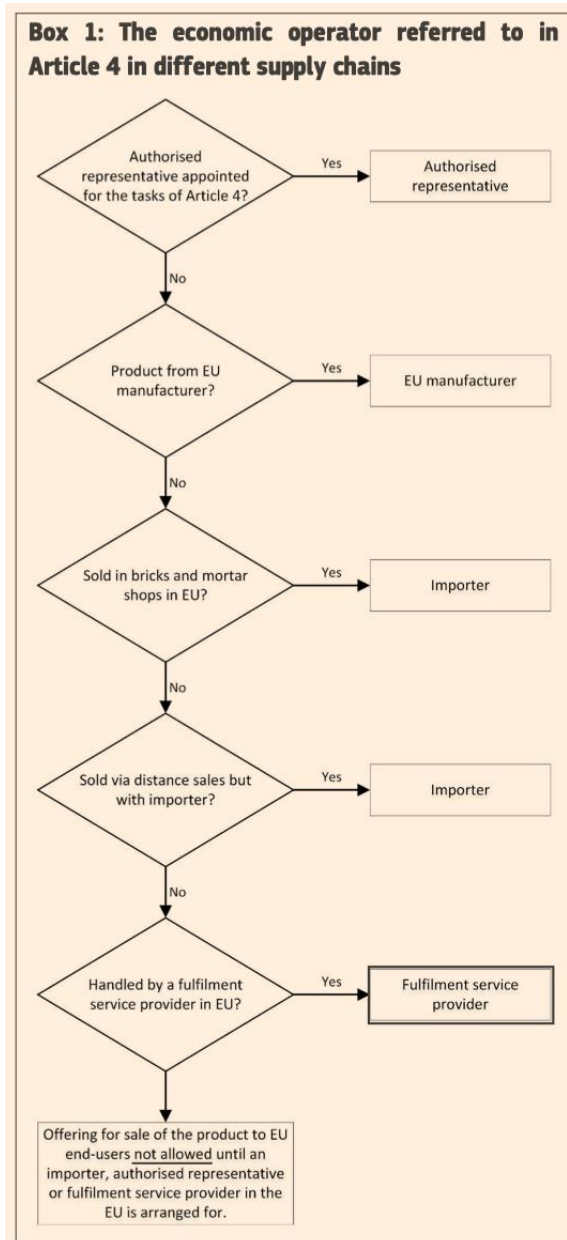 Box 1: The economic operator referred to in
Article 4 in different supply chains
Authorised
representative appointed
for the tasks of Article 4?
Yes
Authorised
representative
No
Product from EU
manufacturer?
Yes
EU manufacturer
No
Sold in bricks and mortar
shops in EU?
Yes
Importer
No
Sold via distance sales but
with importer?
Yes
Importer
No
Handled by a fulfilment
service provider in EU?
Yes
Fulfilment service
provider
Offering for sale of the product to EU
end-users not allowed until an
importer, authorised representative
or fulfilment service provider in the
EU is arranged for.